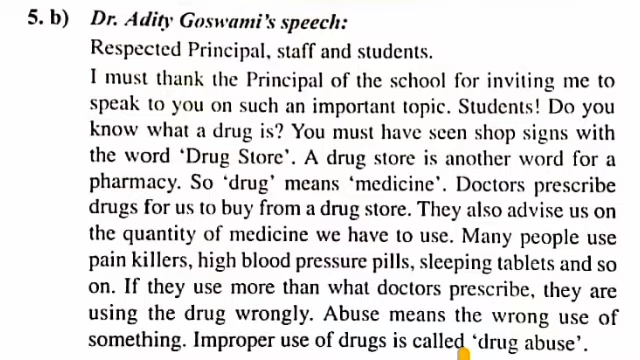 5. b) Dr. Adity Goswami's speech:
Respected Principal, staff and students.
I must thank the Principal of the school for inviting me to
speak to you on such an important topic. Students! Do you
know what a drug is? You must have seen shop signs with
the word 'Drug Store'. A drug store is another word for a
pharmacy. So 'drug' means 'medicine'. Doctors prescribe
drugs for us to buy from a drug store. They also advise us on
the quantity of medicine we have to use. Many people use
pain killers, high blood pressure pills, sleeping tablets and so
on. If they use more than what doctors prescribe, they are
using the drug wrongly. Abuse means the wrong use of
something. Improper use of drugs is called 'drug abuse'.